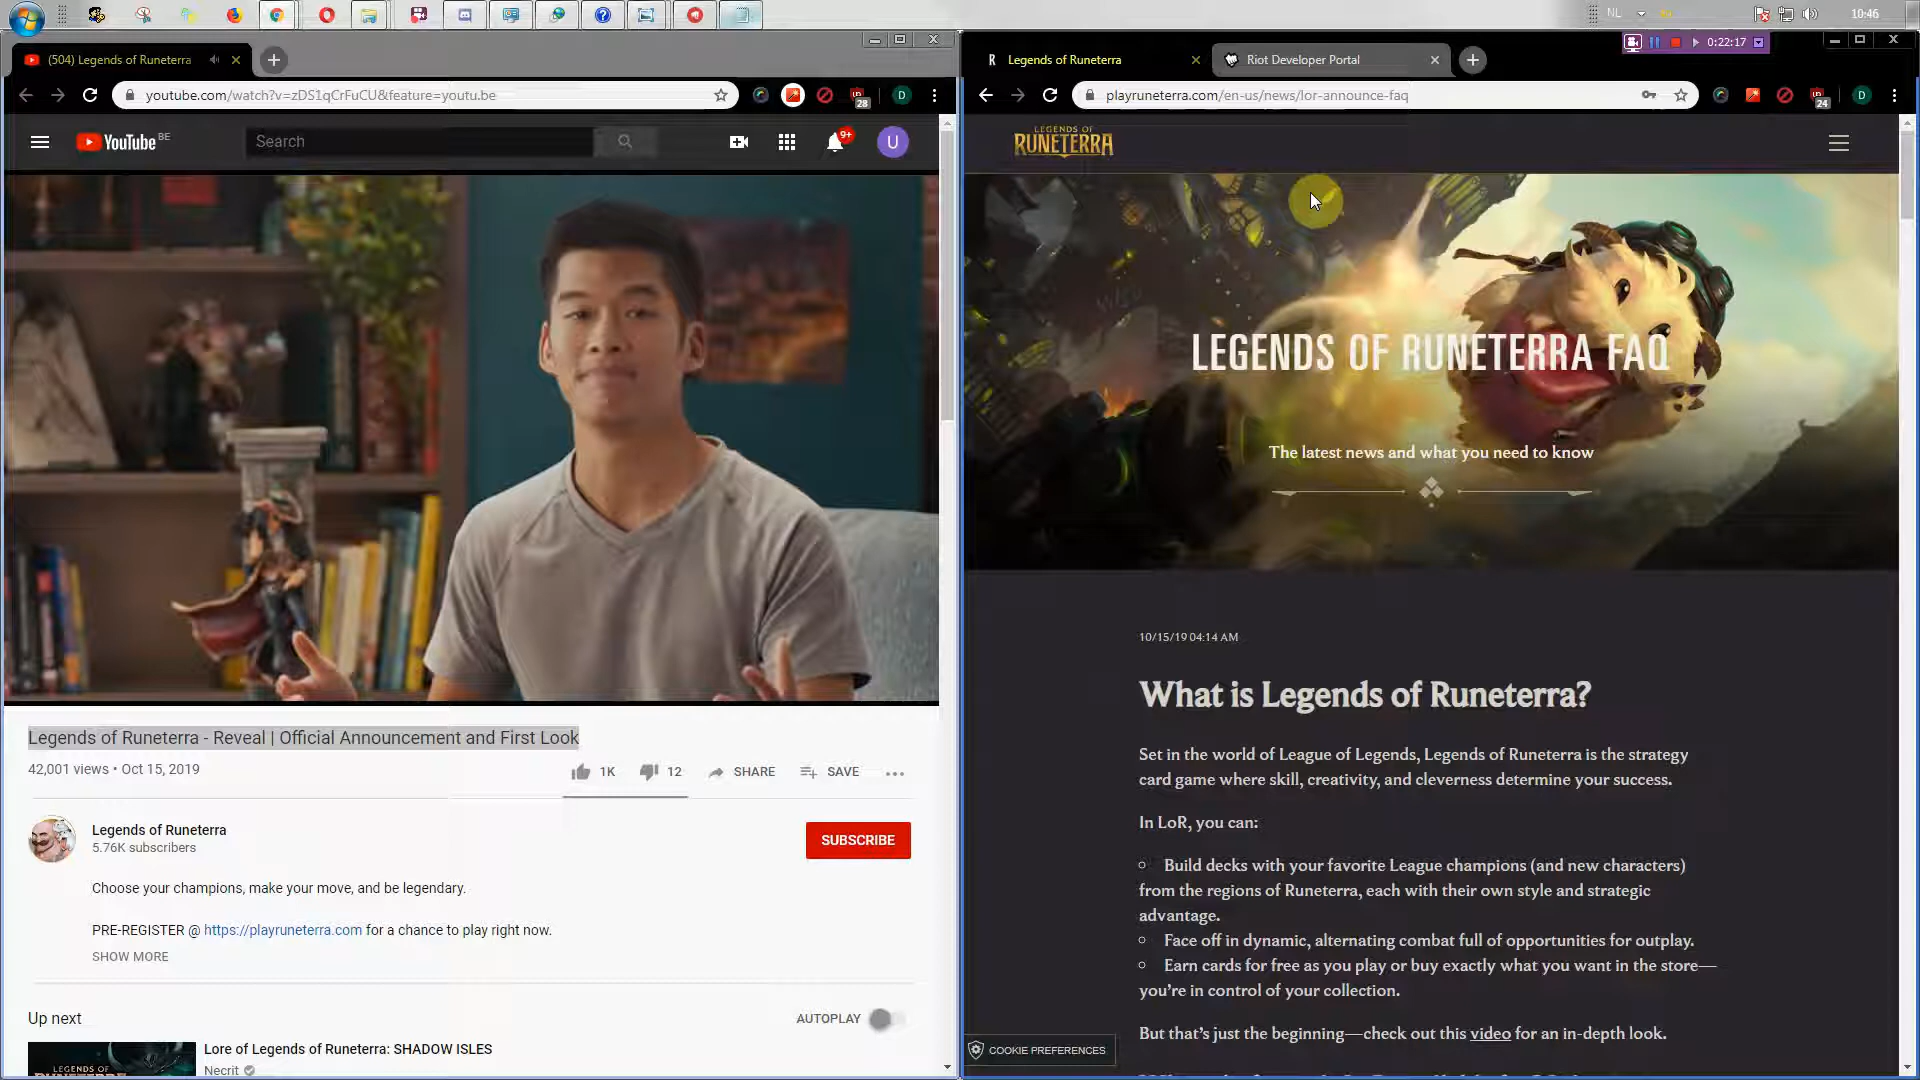 NL
10:46
0:22:17
(504) Legends of Runeterra
youtube.com/watch?v=zDS1qCrFuCU&feature=youtu.be
28
D
YouTube BE
Search
9+
U
Legends of Runeterra - Reveal | Official Announcement and First Look
42,001 views • Oct 15, 2019
1K
12
SHARE
SAVE
Legends of Runeterra
5.76K subscribers
SUBSCRIBE
Choose your champions, make your move, and be legendary.
PRE-REGISTER @ https://playruneterra.com for a chance to play right now.
SHOW MORE
Up next
AUTOPLAY
LEGENDS OF
Lore of Legends of Runeterra: SHADOW ISLES
Necrit
R
Legends of Runeterra
Riot Developer Portal
playruneterra.com/en-us/news/lor-announce-faq
24
D
LEGENDS OF
RUNETERRA
LEGENDS OF RUNETERRA FAQ
The latest news and what you need to know
10/15/19 04:14 AM
What is Legends of Runeterra?
Set in the world of League of Legends, Legends of Runeterra is the strategy
card game where skill, creativity, and cleverness determine your success.
In LoR, you can:
Build decks with your favorite League champions (and new characters)
from the regions of Runeterra, each with their own style and strategic
advantage.
Face off in dynamic, alternating combat full of opportunities for outplay.
Earn cards for free as you play or buy exactly what you want in the store—
you're in control of your collection.
But that's just the beginning—check out this video for an in-depth look.
COOKIE PREFERENCES